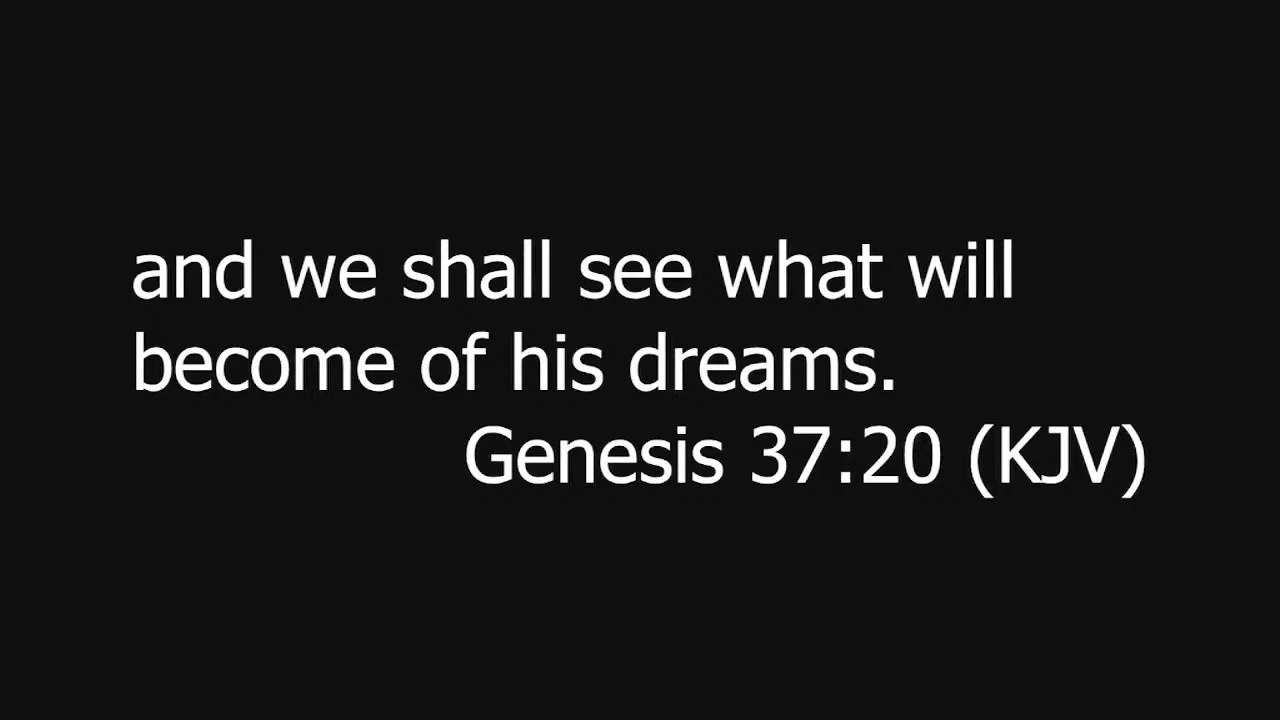 and we shall see what will
become of his dreams.
Genesis 37:20 (KJV)